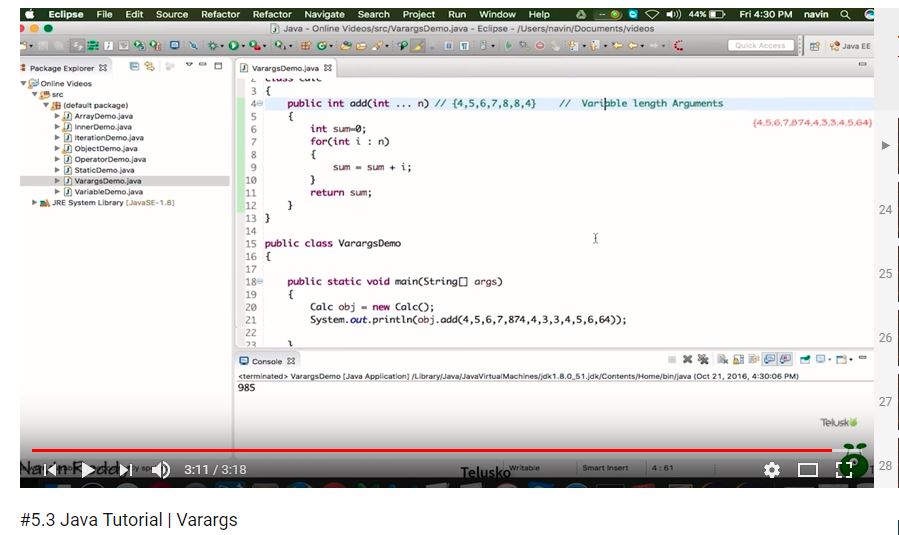 Eclipse File Edit Source Refactor Refactor Navigate Search Project Run Window Help 44% Fri 4:30 PM navin
Java - Online Videos/src/VarargsDemo.java - Eclipse - /Users/navin/Documents/videos
Quick Access Java EE
Package Explorer
Online Videos
src
(default package)
ArrayDemo.java
InnerDemo.java
IterationDemo.java
ObjectDemo.java
OperatorDemo.java
StaticDemo.java
VarargsDemo.java
VariableDemo.java
JRE System Library [JavaSE-1.8]
VarargsDemo.java
2 class Calc
3 {
4 public int add(int ... n) // {4,5,6,7,8,8,4} // Variable length Arguments
{4,5,6,7,874,4,3,3,4,5,64}
5 {
6 int sum=0;
7 for(int i : n)
8 {
9 sum = sum + i;
10 }
11 return sum;
12 }
13 }
14
15 public class VarargsDemo
16 {
17
18 public static void main(String[] args)
19 {
20 Calc obj = new Calc();
21 System.out.println(obj.add(4,5,6,7,874,4,3,3,4,5,6,64));
22
23 }
Console
<terminated> VarargsDemo [Java Application] /Library/Java/JavaVirtualMachines/jdk1.8.0_51.jdk/Contents/Home/bin/java (Oct 21, 2016, 4:30:06 PM)
985
Telusko
Navin Reddy
3:11 / 3:18
Telusko
Writable Smart Insert 4 : 61
24
25
26
27
28
#5.3 Java Tutorial | Varargs